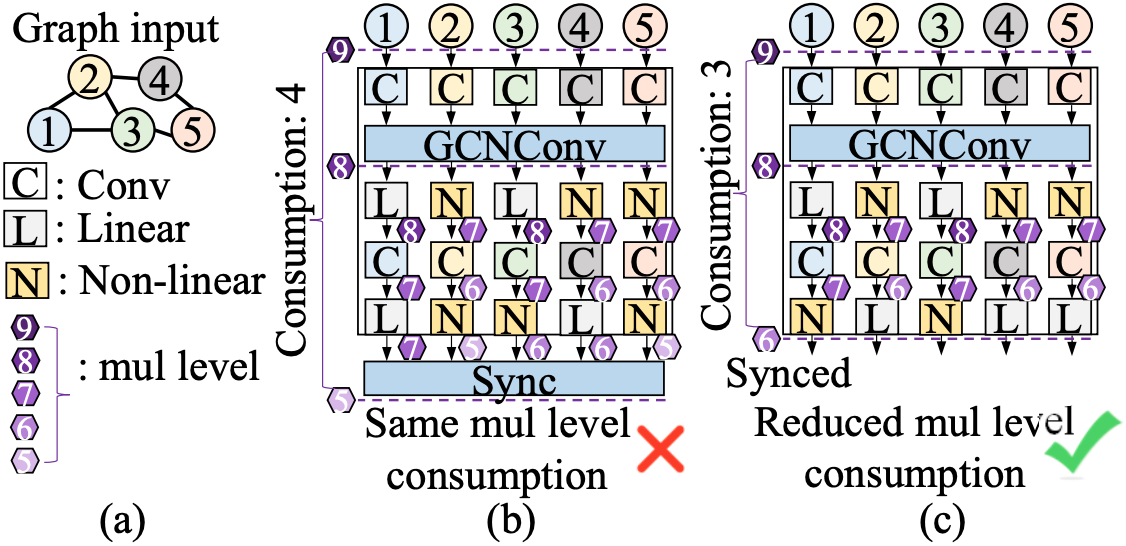 Graph input
2 4
1 3 5
C : Conv
L : Linear
N : Non-linear
9
8
7 : mul level
6
5
(a)
1 2 3 4 5
9
Consumption: 4
C C C C C
GCNConv
8
L N L N N
8 7 8 7 7
C C C C C
7 6 7 6 6
L N N L N
7 5 6 6 5
Sync
5
Same mul level
consumption
(b)
1 2 3 4 5
9
Consumption: 3
C C C C C
GCNConv
8
L N L N N
8 7 8 7 7
C C C C C
7 6 7 6 6
N L N L L
6
Synced
Reduced mul level
consumption
(c)